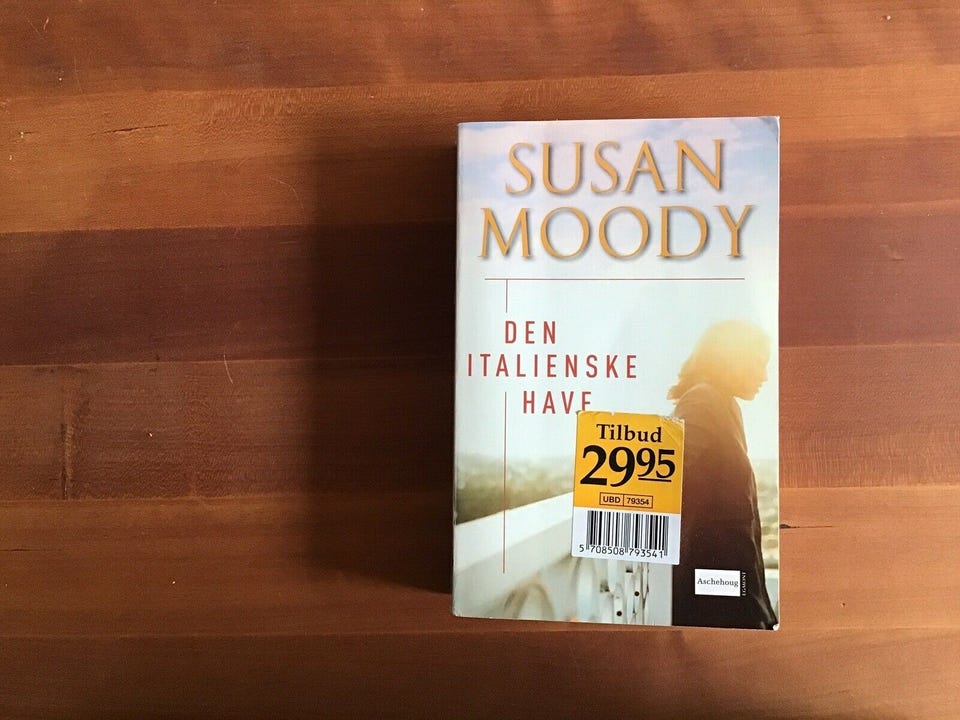 SUSAN
MOODY
DEN
ITALIENSKE
HAVE
Tilbud
29.95
UBD 79354
5 708508 793541
Aschehoug
EGMONT